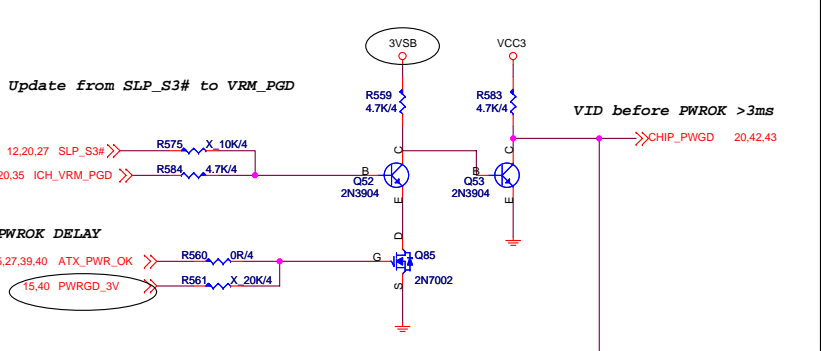 3VSB
VCC3
Update from SLP_S3# to VRM_PGD
R559
4.7K/4
R583
4.7K/4
VID before PWROK >3ms
CHIP_PWGD 20,42,43
12,20,27 SLP_S3#
R575 X_10K/4
20,35 ICH_VRM_PGD
R584 4.7K/4
B
C
E
Q52
2N3904
B
C
E
Q53
2N3904
PWROK DELAY
5,27,39,40 ATX_PWR_OK
R560 0R/4
15,40 PWRGD_3V
R561 X_20K/4
G
D
S
Q85
2N7002